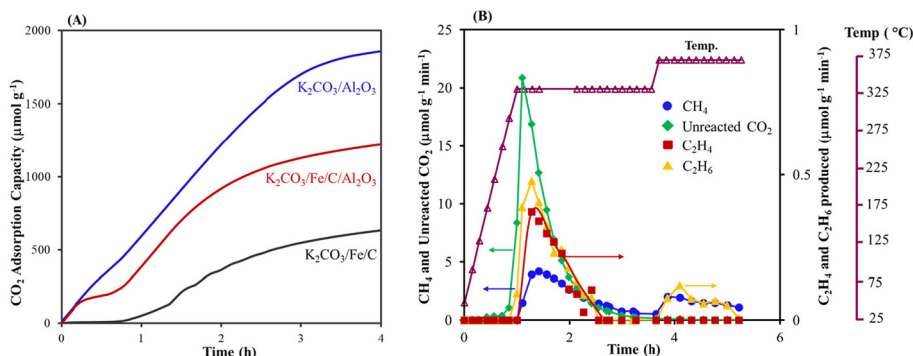 (A)
CO₂ Adsorption Capacity (µmol g⁻¹)
2000
1500
1000
500
0
0 1 2 3 4
Time (h)
K₂CO₃/Al₂O₃
K₂CO₃/Fe/C/Al₂O₃
K₂CO₃/Fe/C
(B)
CH₄ and Unreacted CO₂ (µmol g⁻¹ min⁻¹)
25
20
15
10
5
0
0 2 4 6
Time (h)
Temp.
CH₄
Unreacted CO₂
C₂H₄
C₂H₆
1
0.5
0
C₂H₄ and C₂H₆ produced (µmol g⁻¹ min⁻¹)
Temp (°C)
375
325
275
225
175
125
75
25